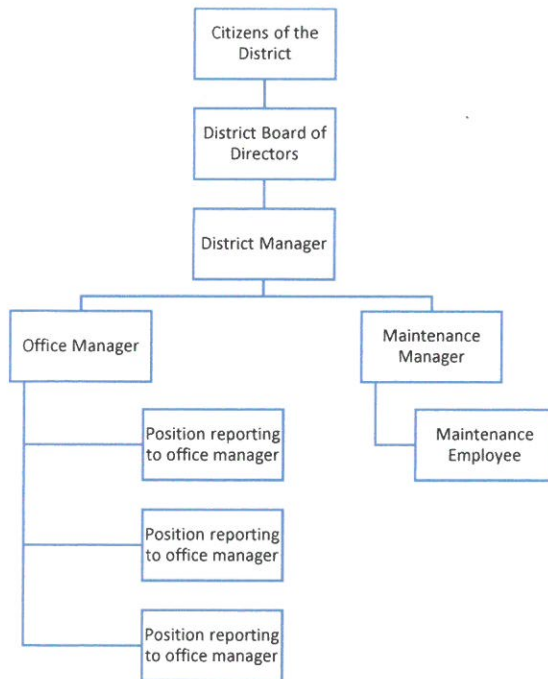 Citizens of the
District
District Board of
Directors
District Manager
Office Manager
Maintenance
Manager
Position reporting
to office manager
Maintenance
Employee
Position reporting
to office manager
Position reporting
to office manager